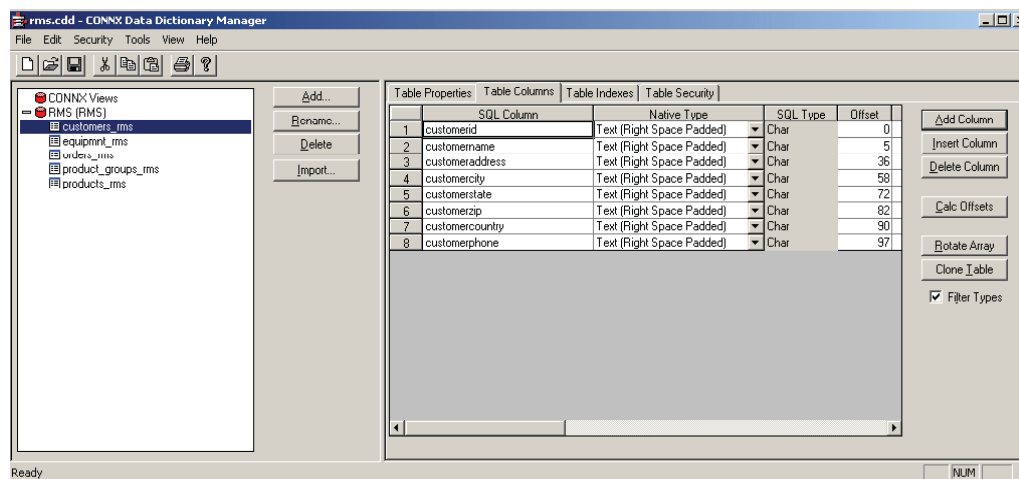 rms.cdd - CONNX Data Dictionary Manager
File Edit Security Tools View Help
CONNX Views
RMS (RMS)
customers_rms
equipmnt_rms
orders_rms
product_groups_rms
products_rms
Add...
Rename...
Delete
Import...
Table Properties Table Columns Table Indexes Table Security
SQL Column Native Type SQL Type Offset
1 customerid Text (Right Space Padded) Char 0
2 customername Text (Right Space Padded) Char 5
3 customeraddress Text (Right Space Padded) Char 36
4 customercity Text (Right Space Padded) Char 58
5 customerstate Text (Right Space Padded) Char 72
6 customerzip Text (Right Space Padded) Char 82
7 customercountry Text (Right Space Padded) Char 90
8 customerphone Text (Right Space Padded) Char 97
Add Column
Insert Column
Delete Column
Calc Offsets
Rotate Array
Clone Table
Filter Types
Ready NUM